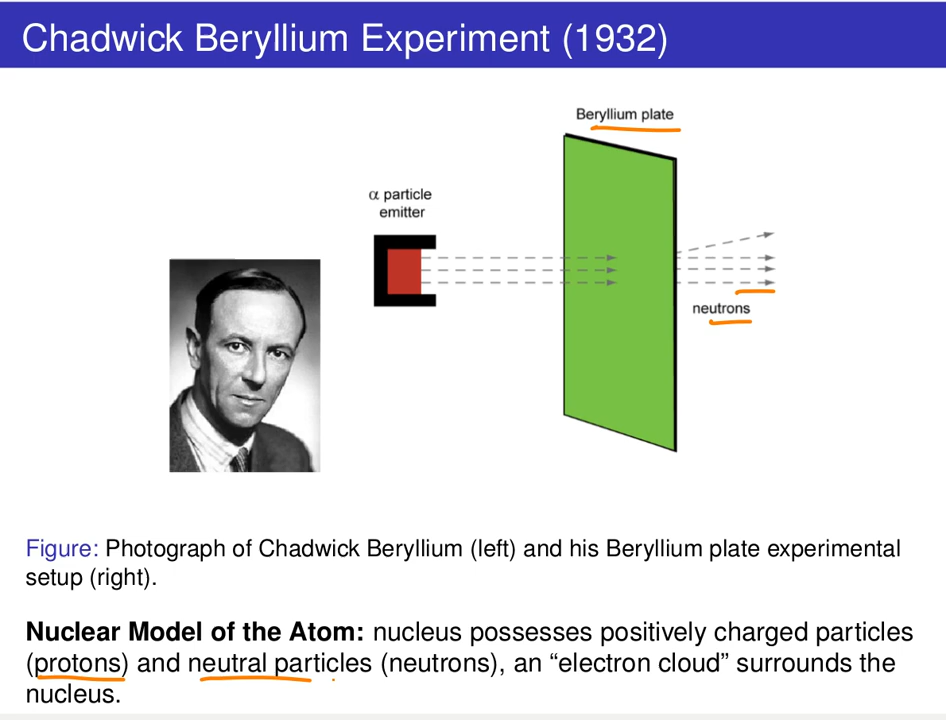 Chadwick Beryllium Experiment (1932)
Beryllium plate
α particle
emitter
neutrons
Figure: Photograph of Chadwick Beryllium (left) and his Beryllium plate experimental
setup (right).
Nuclear Model of the Atom: nucleus possesses positively charged particles
(protons) and neutral particles (neutrons), an “electron cloud” surrounds the
nucleus.